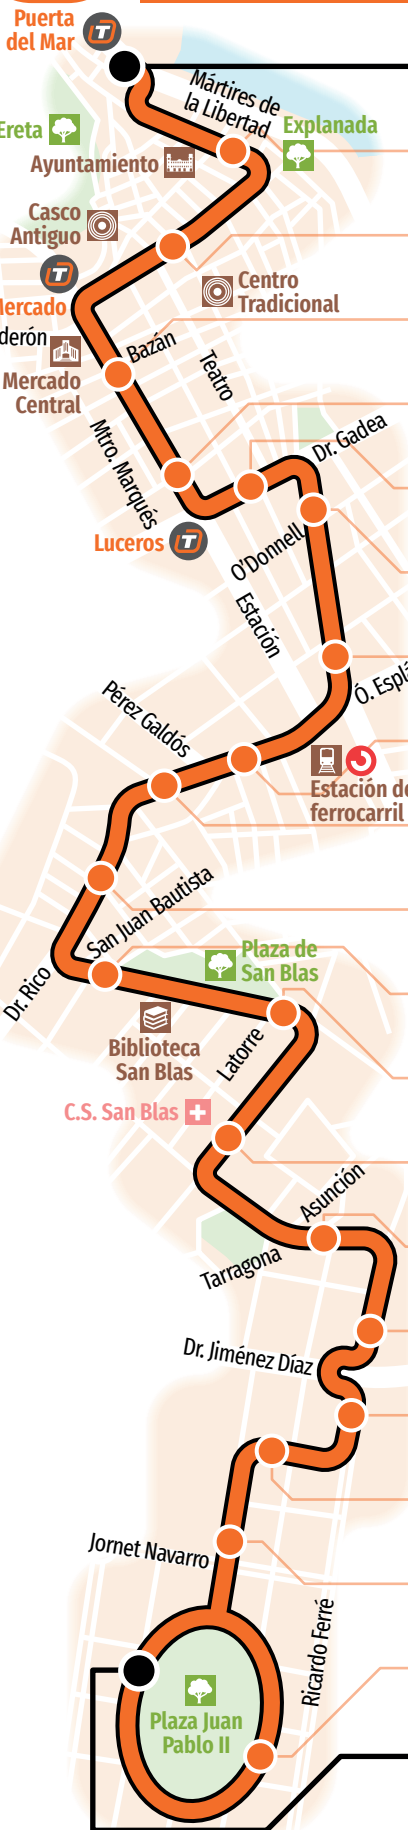 Puerta
del Mar
Mártires de
la Libertad
Explanada
Ereta
Ayuntamiento
Casco
Antiguo
Centro
Tradicional
Mercado
Bazán
Mercado
Central
Teatro
Dr. Gadea
Mtro. Marqués
Luceros
O'Donnell
Estación
Pérez Galdós
Estación de
ferrocarril
San Juan Bautista
Plaza de
San Blas
Dr. Rico
Biblioteca
San Blas
Latorre
C.S. San Blas
Asunción
Tarragona
Dr. Jiménez Díaz
Jornet Navarro
Ricardo Ferré
Plaza Juan
Pablo II